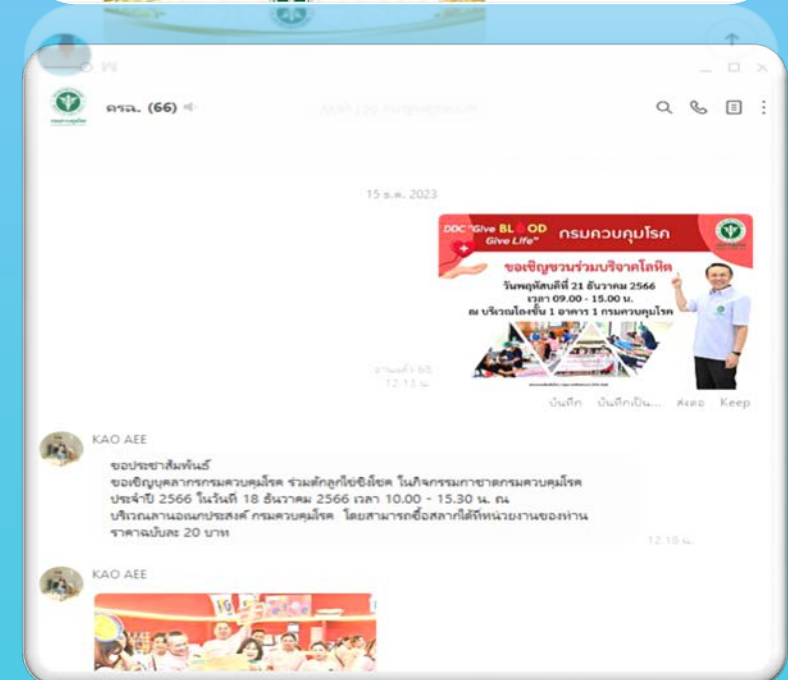 ตรฉ. (66)
15 ธ.ค. 2023
DDC "Give BLOOD
Give Life"
กรมควบคุมโรค
ขอเชิญชวนร่วมบริจาคโลหิต
วันพฤหัสบดีที่ 21 ธันวาคม 2566
เวลา 09.00 - 15.00 น.
ณ บริเวณโถงชั้น 1 อาคาร 1 กรมควบคุมโรค
อ่านแล้ว 68
12.13 น.
บันทึก บันทึกเป็น... ส่งต่อ Keep
KAO AEE
ขอประชาสัมพันธ์
ขอเชิญบุคลากรกรมควบคุมโรค ร่วมตักลูกไข่ชิงโชค ในกิจกรรมกาชาดกรมควบคุมโรค
ประจำปี 2566 ในวันที่ 18 ธันวาคม 2566 เวลา 10.00 - 15.30 น. ณ
บริเวณลานอเนกประสงค์ กรมควบคุมโรค โดยสามารถซื้อสลากได้ที่หน่วยงานของท่าน
ราคาฉบับละ 20 บาท
12.18 น.
KAO AEE